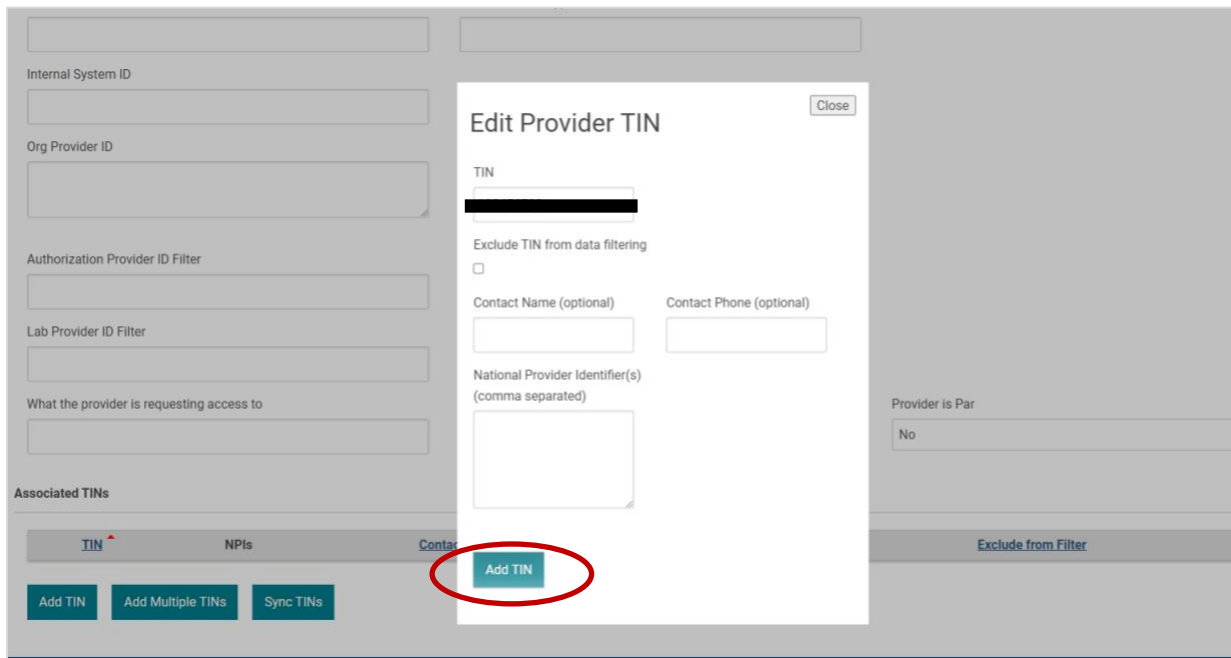 Internal System ID
Org Provider ID
Authorization Provider ID Filter
Lab Provider ID Filter
What the provider is requesting access to
Close
Edit Provider TIN
TIN
Exclude TIN from data filtering
Contact Name (optional) Contact Phone (optional)
National Provider Identifier(s)
(comma separated)
Add TIN
Provider is Par
No
Associated TINs
TIN NPIs Contac Exclude from Filter
Add TIN Add Multiple TINs Sync TINs